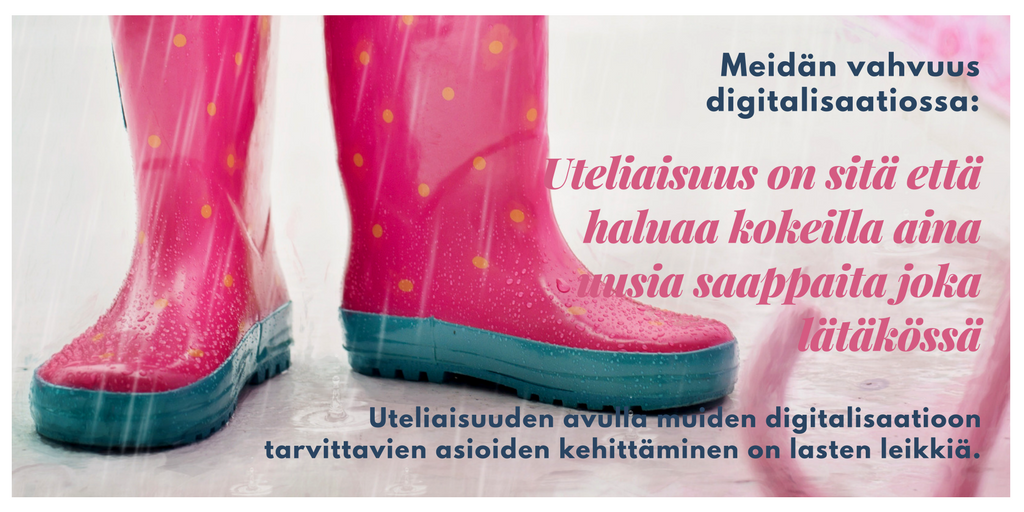 Meidän vahvuus
digitalisaatiossa:
Uteliaisuus on sitä että
haluaa kokeilla aina
uusia saappaita joka
lätäkössä
Uteliaisuuden avulla muiden digitalisaatioon
tarvittavien asioiden kehittäminen on lasten leikkiä.